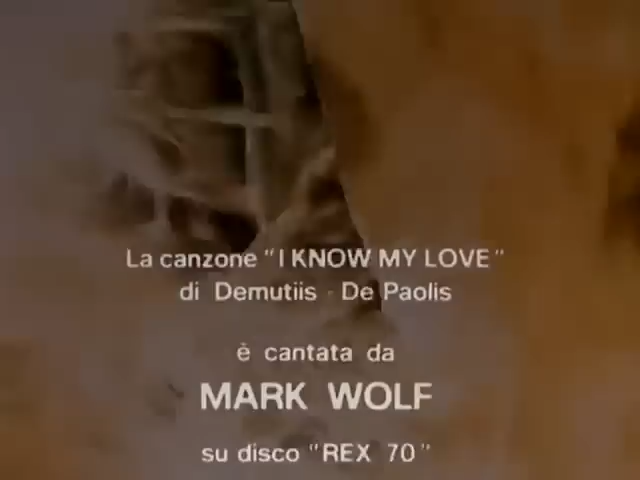 La canzone "I KNOW MY LOVE"
di Demutiis - De Paolis
è cantata da
MARK WOLF
su disco "REX 70"